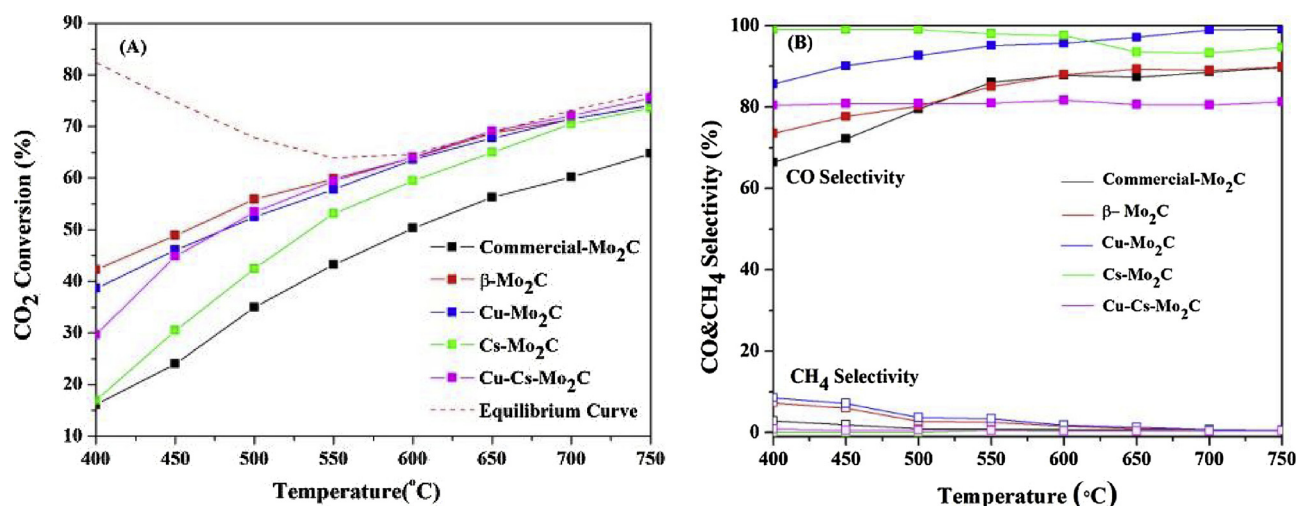 (A)
CO₂ Conversion (%)
90
80
70
60
50
40
30
20
10
Commercial-Mo₂C
β-Mo₂C
Cu-Mo₂C
Cs-Mo₂C
Cu-Cs-Mo₂C
Equilibrium Curve
400 450 500 550 600 650 700 750
Temperature(°C)
(B)
CO&CH₄ Selectivity (%)
100
80
60
40
20
0
CO Selectivity
Commercial-Mo₂C
β- Mo₂C
Cu-Mo₂C
Cs-Mo₂C
Cu-Cs-Mo₂C
CH₄ Selectivity
400 450 500 550 600 650 700 750
Temperature (°C)